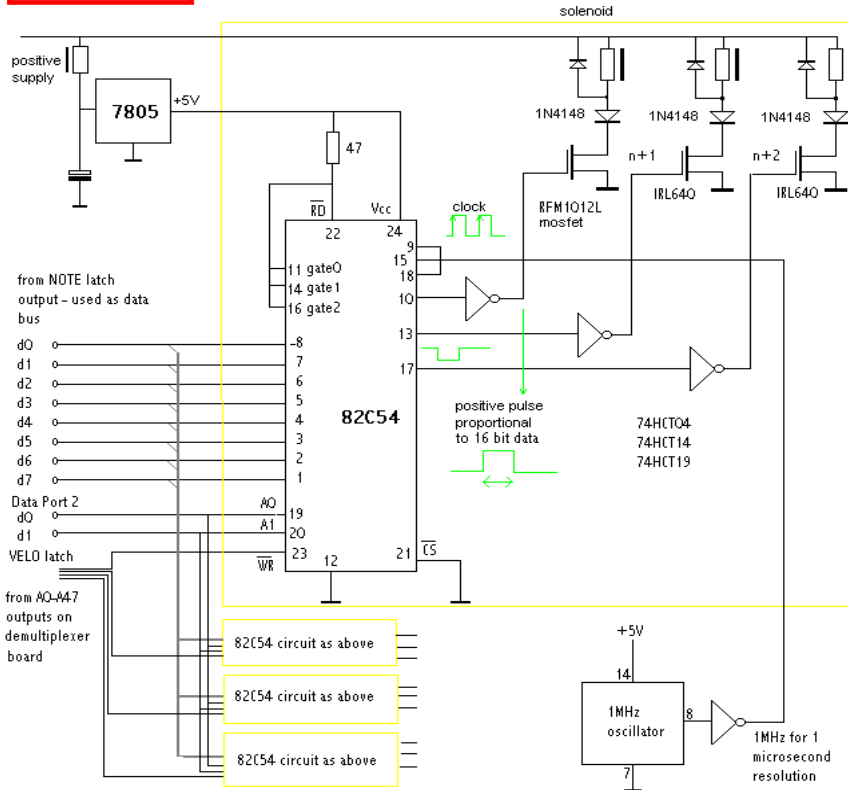 solenoid
positive
supply
7805
+5V
47
1N4148
1N4148
1N4148
n+1
n+2
RFM1012L
mosfet
IRL640
IRL640
RD
Vcc
clock
22
24
9
15
18
10
13
17
11 gate0
14 gate1
16 gate2
from NOTE latch
output - used as data
bus
d0
d1
d2
d3
d4
d5
d6
d7
-8
7
6
5
4
3
2
1
82C54
positive pulse
proportional
to 16 bit data
74HCT04
74HCT14
74HCT19
Data Port 2
d0
d1
A0
19
A1
20
VELO latch
23
WR
12
21
CS
from A0-A47
outputs on
demultiplexer
board
82C54 circuit as above
82C54 circuit as above
82C54 circuit as above
+5V
14
1MHz
oscillator
8
7
1MHz for 1
microsecond
resolution